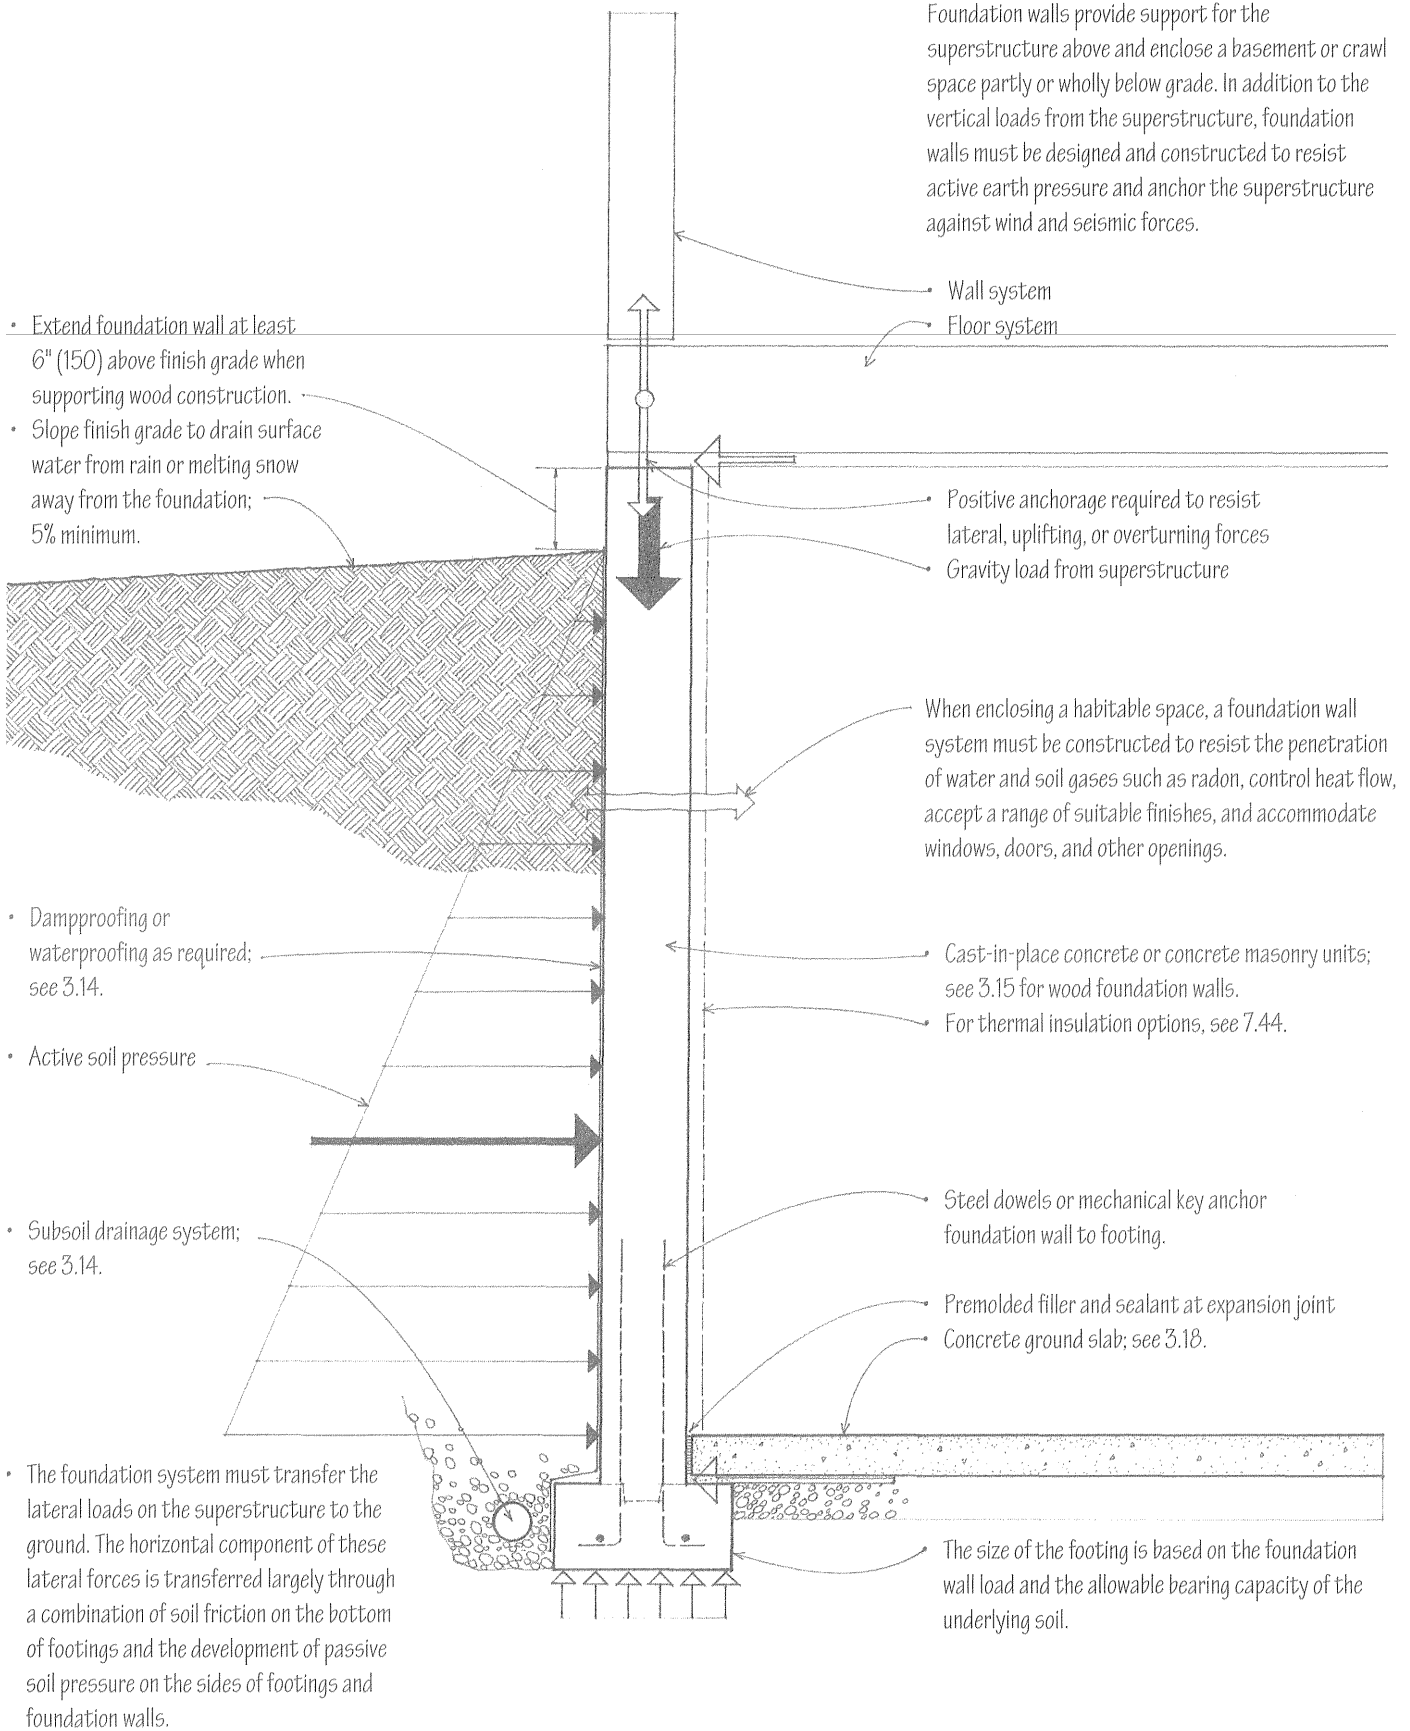 Foundation walls provide support for the
superstructure above and enclose a basement or crawl
space partly or wholly below grade. In addition to the
vertical loads from the superstructure, foundation
walls must be designed and constructed to resist
active earth pressure and anchor the superstructure
against wind and seismic forces.
• Wall system
• Floor system
• Extend foundation wall at least
6" (150) above finish grade when
supporting wood construction.
• Slope finish grade to drain surface
water from rain or melting snow
away from the foundation;
5% minimum.
• Positive anchorage required to resist
lateral, uplifting, or overturning forces
• Gravity load from superstructure
When enclosing a habitable space, a foundation wall
system must be constructed to resist the penetration
of water and soil gases such as radon, control heat flow,
accept a range of suitable finishes, and accommodate
windows, doors, and other openings.
• Dampproofing or
waterproofing as required;
see 3.14.
• Cast-in-place concrete or concrete masonry units;
see 3.15 for wood foundation walls.
• For thermal insulation options, see 7.44.
• Active soil pressure
• Steel dowels or mechanical key anchor
foundation wall to footing.
• Subsoil drainage system;
see 3.14.
• Premolded filler and sealant at expansion joint
• Concrete ground slab; see 3.18.
• The foundation system must transfer the
lateral loads on the superstructure to the
ground. The horizontal component of these
lateral forces is transferred largely through
a combination of soil friction on the bottom
of footings and the development of passive
soil pressure on the sides of footings and
foundation walls.
• The size of the footing is based on the foundation
wall load and the allowable bearing capacity of the
underlying soil.